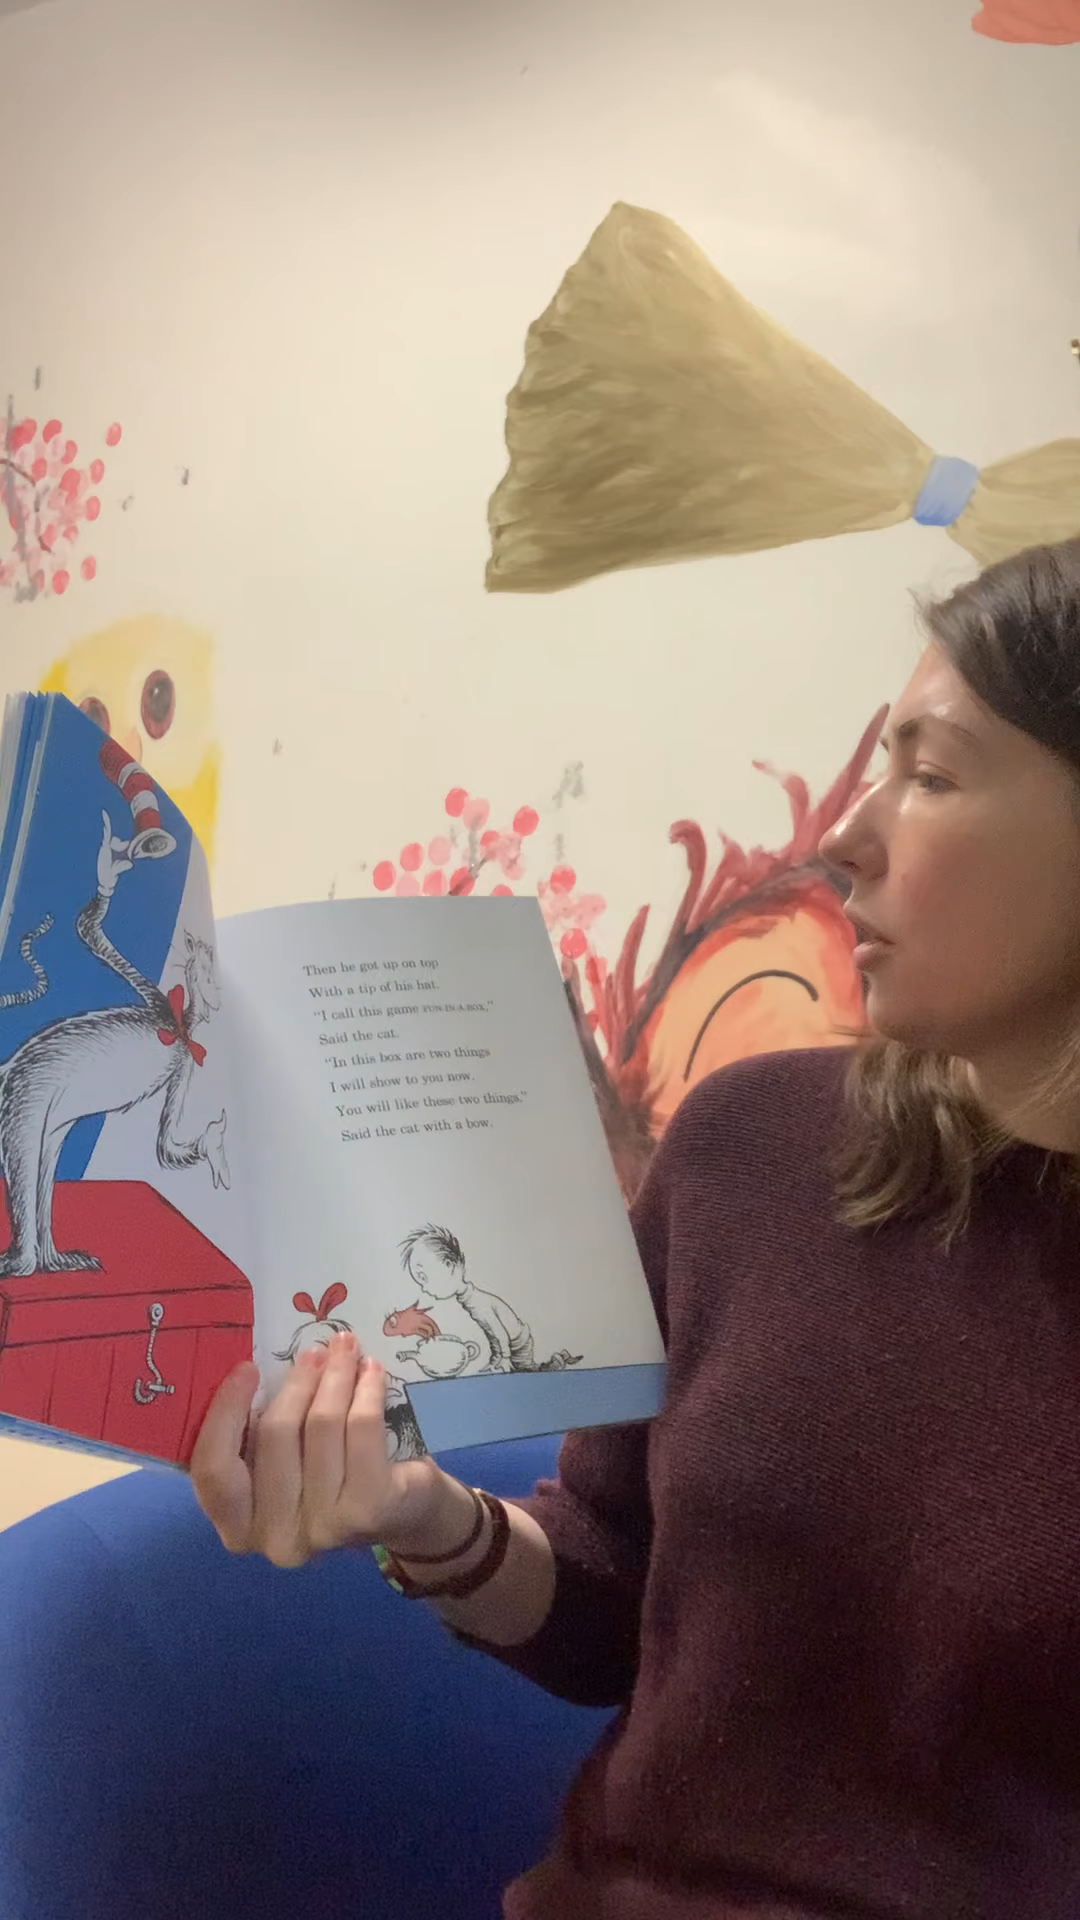 Then he got up on top
With a tip of his hat.
"I call this game FUN-IN-A-BOX,"
Said the cat.
"In this box are two things
I will show to you now.
You will like these two things,"
Said the cat with a bow.